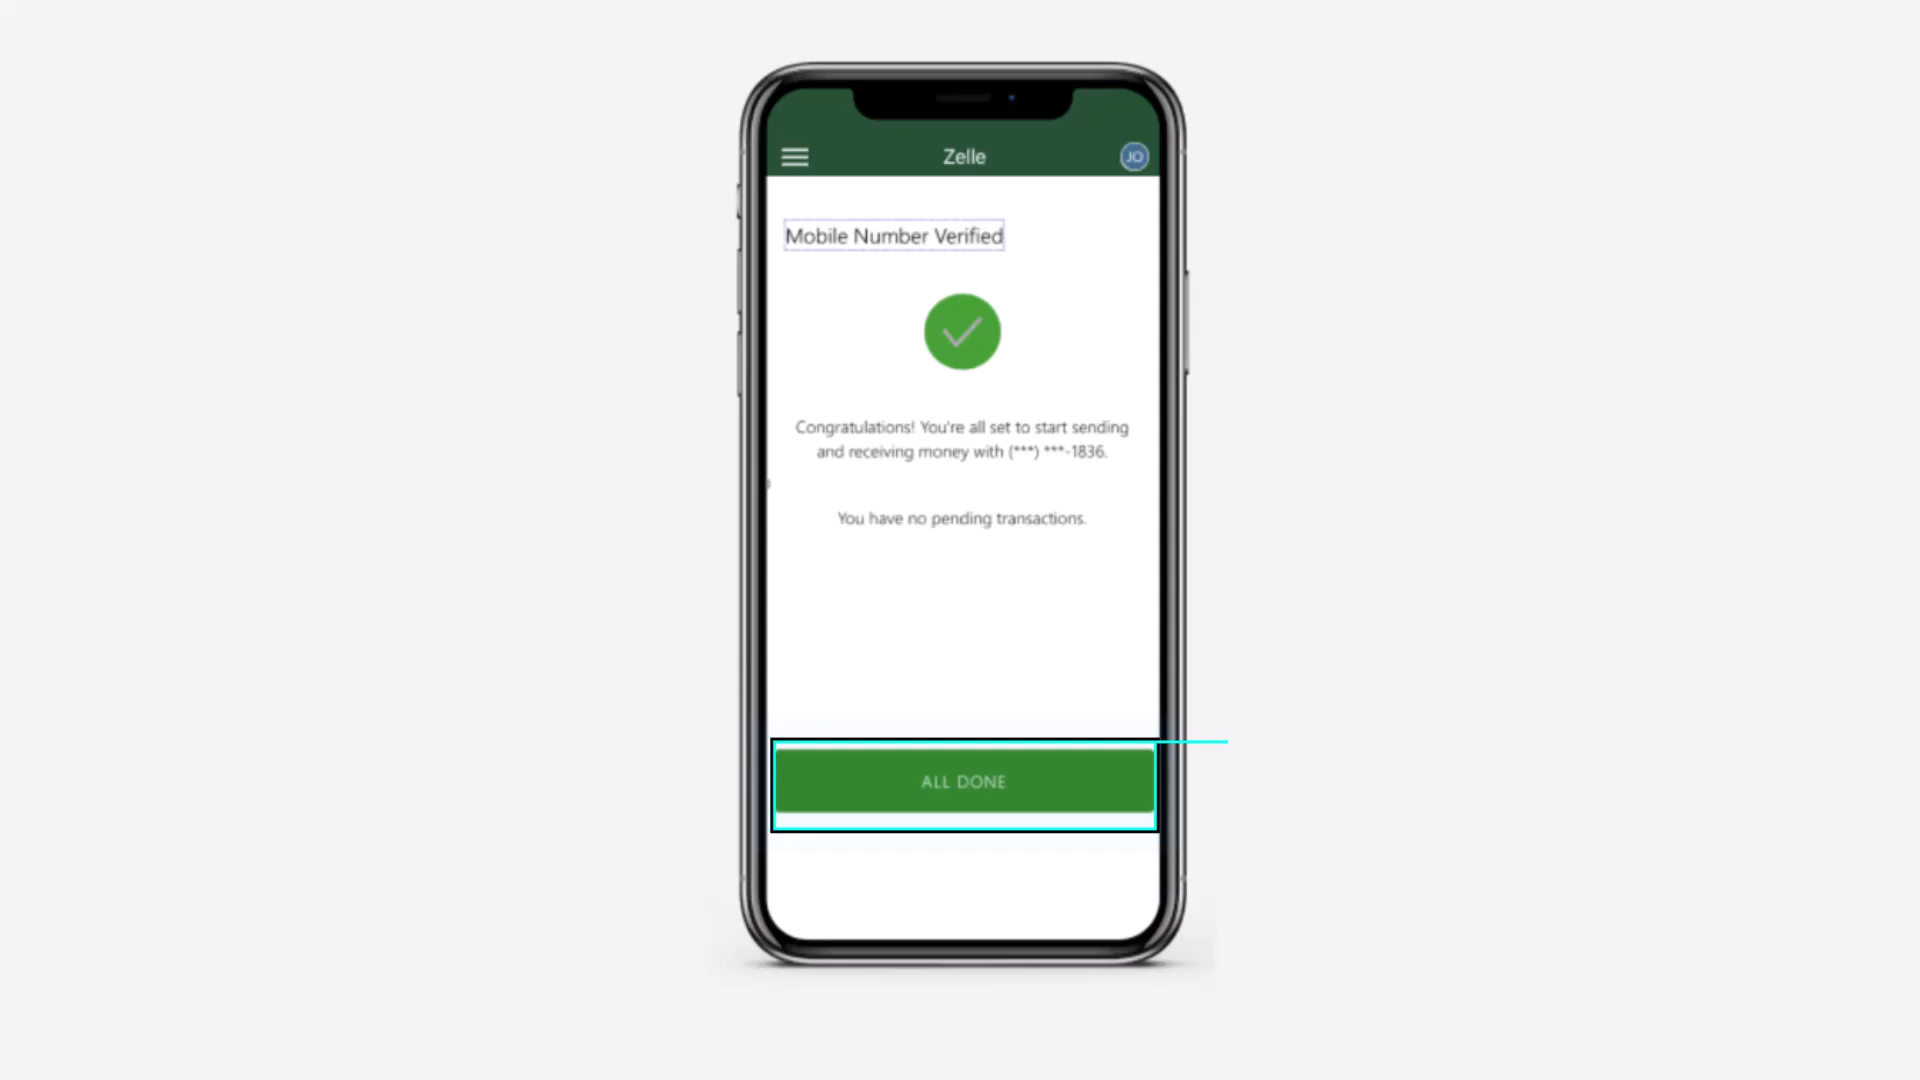 Zelle
JO
Mobile Number Verified
Congratulations! You're all set to start sending
and receiving money with (***) ***-1836.
You have no pending transactions.
ALL DONE